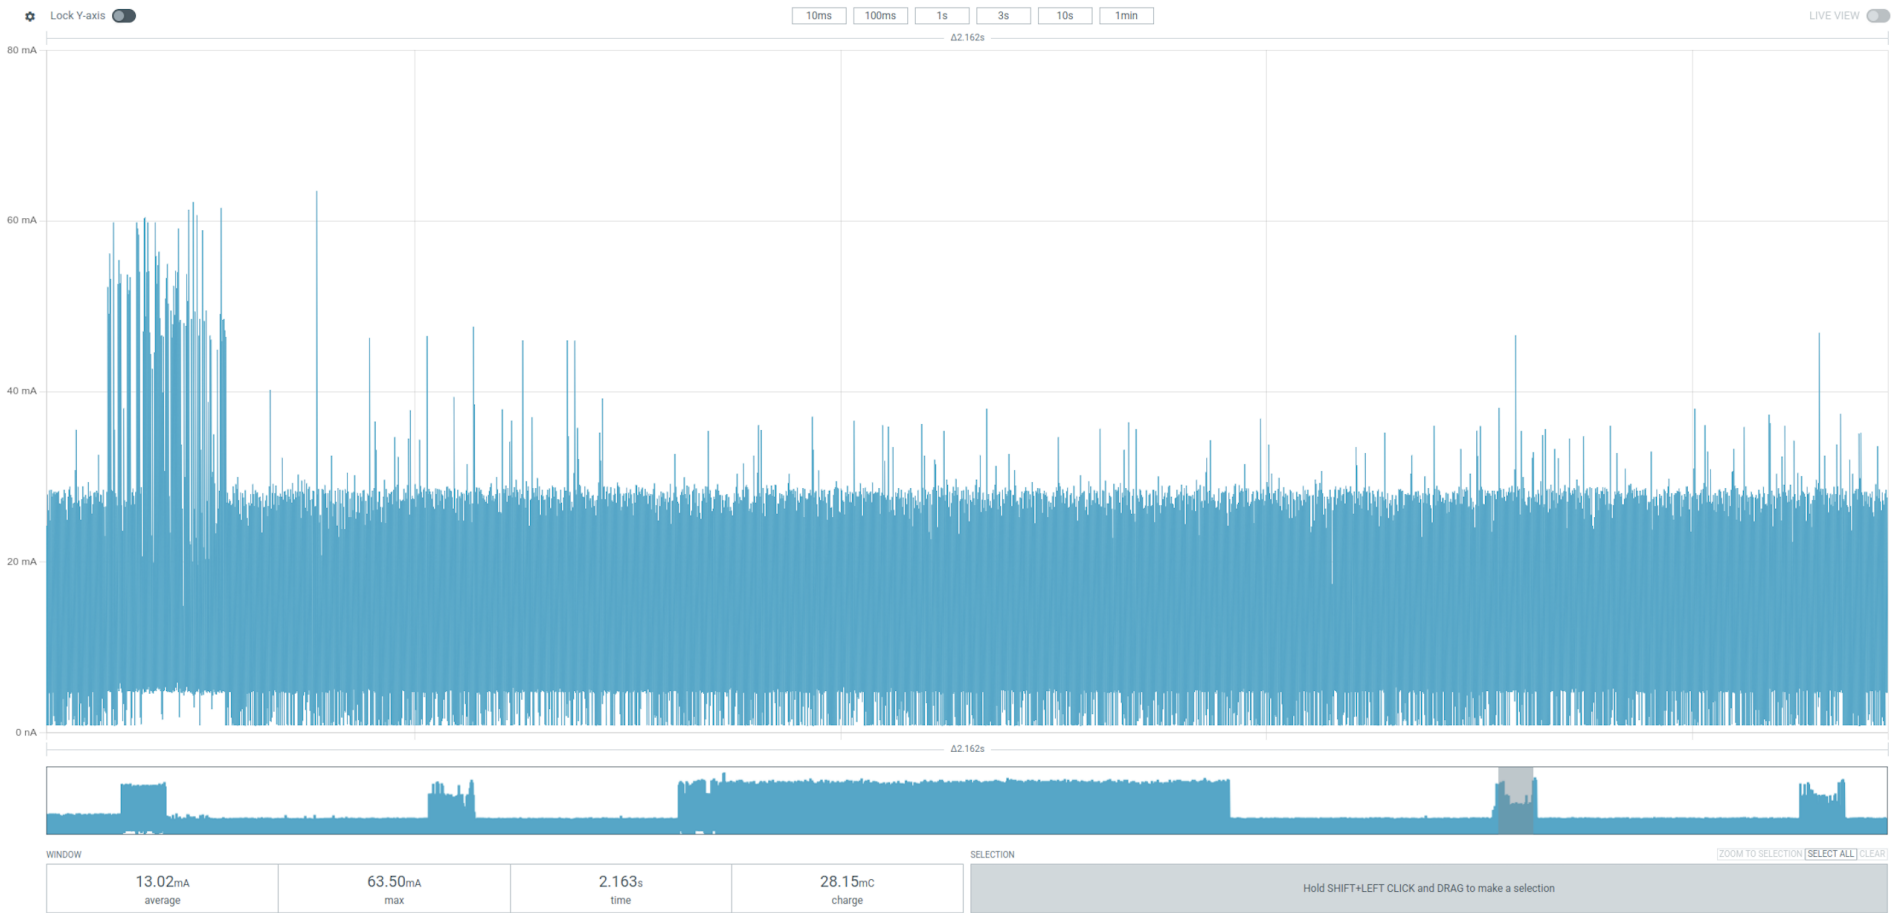 Lock Y-axis 10ms 100ms 1s 3s 10s 1min LIVE VIEW
Δ2.162s
80 mA
60 mA
40 mA
20 mA
0 nA
Δ2.162s
WINDOW SELECTION ZOOM TO SELECTION SELECT ALL CLEAR
13.02mA 63.50mA 2.163s 28.15mC
average max time charge
Hold SHIFT+LEFT CLICK and DRAG to make a selection